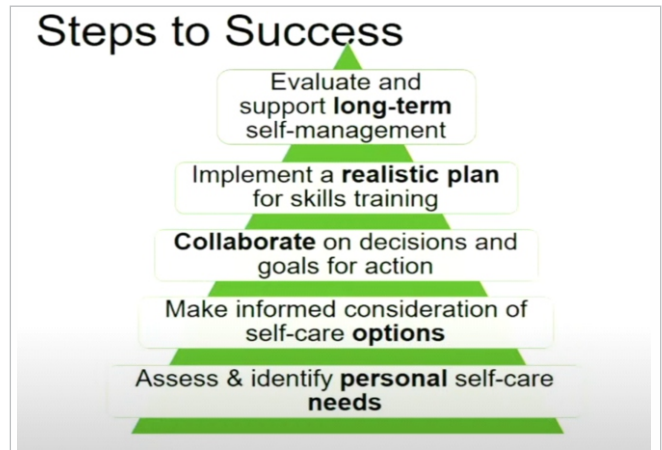 Steps to Success
Evaluate and
support long-term
self-management
Implement a realistic plan
for skills training
Collaborate on decisions and
goals for action
Make informed consideration of
self-care options
Assess & identify personal self-care
needs